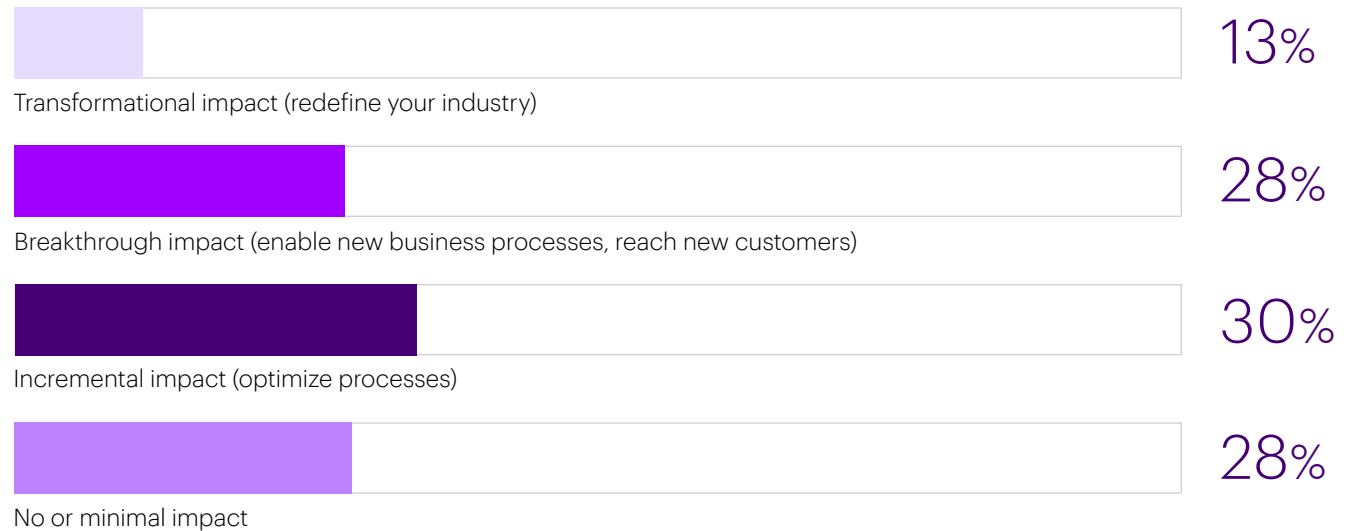 13%
Transformational impact (redefine your industry)
28%
Breakthrough impact (enable new business processes, reach new customers)
30%
Incremental impact (optimize processes)
28%
No or minimal impact